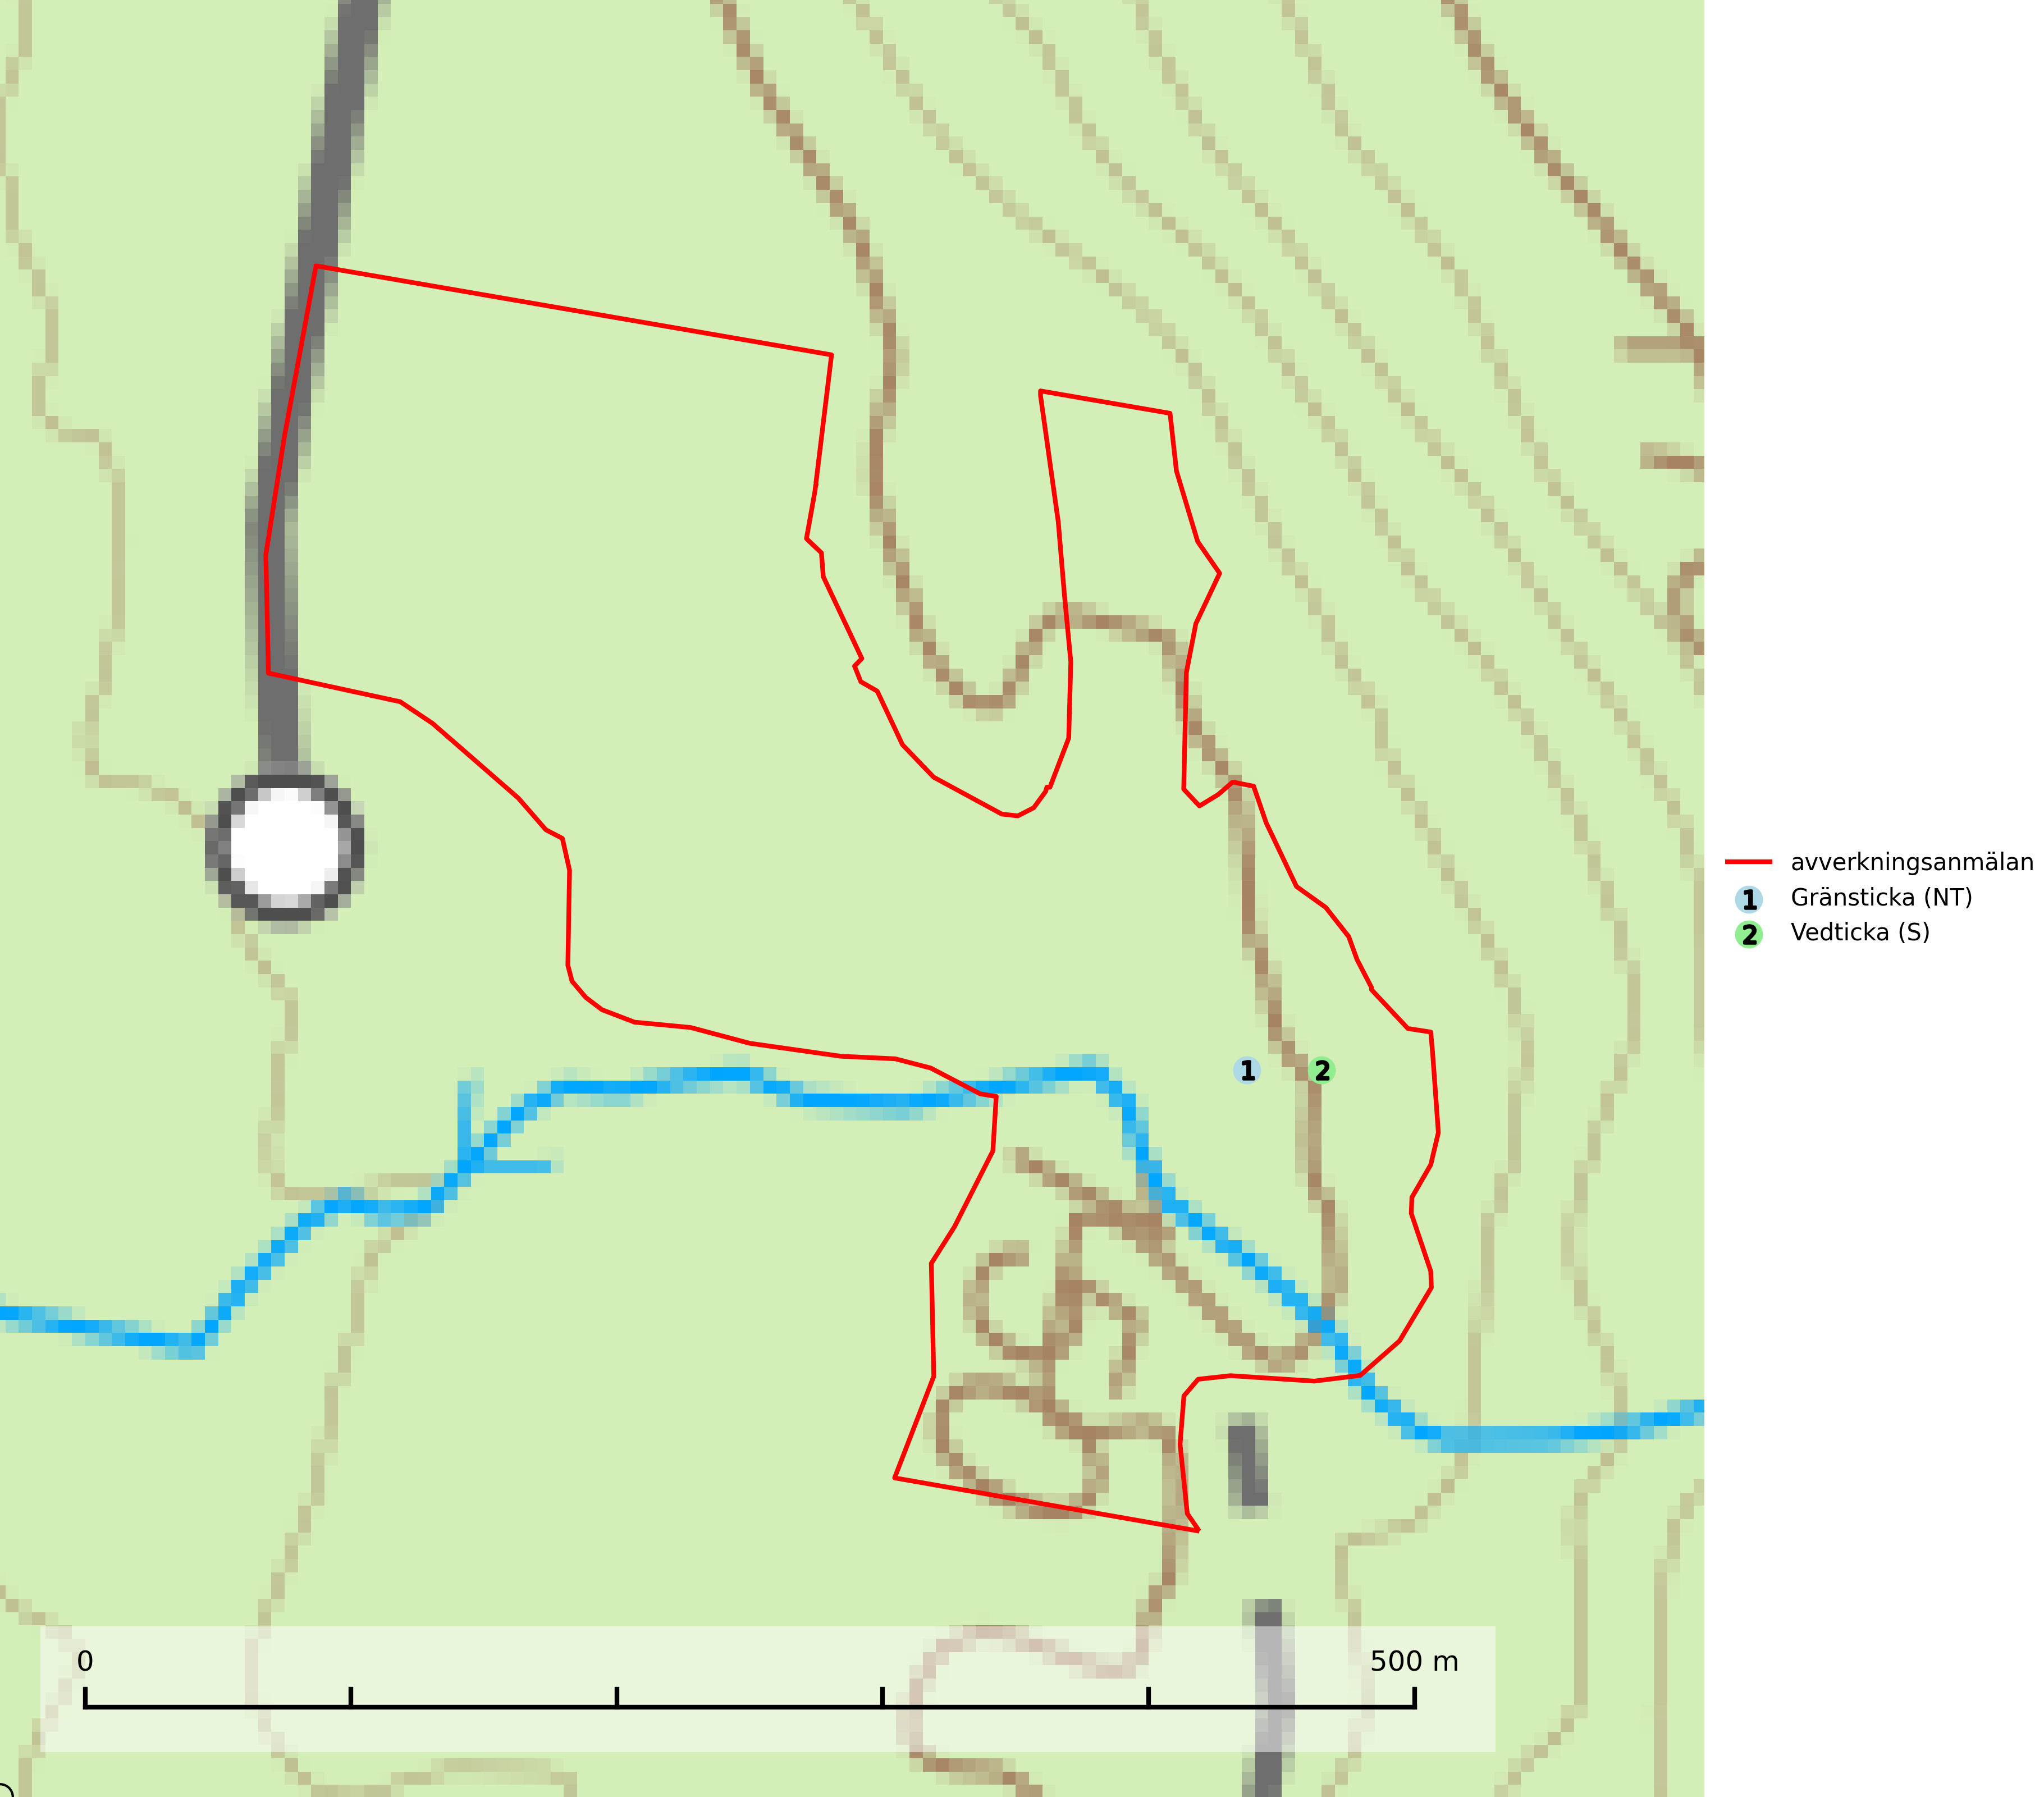 1 2
avverkningsanmälan
1 Gränsticka (NT)
2 Vedticka (S)
0 500 m